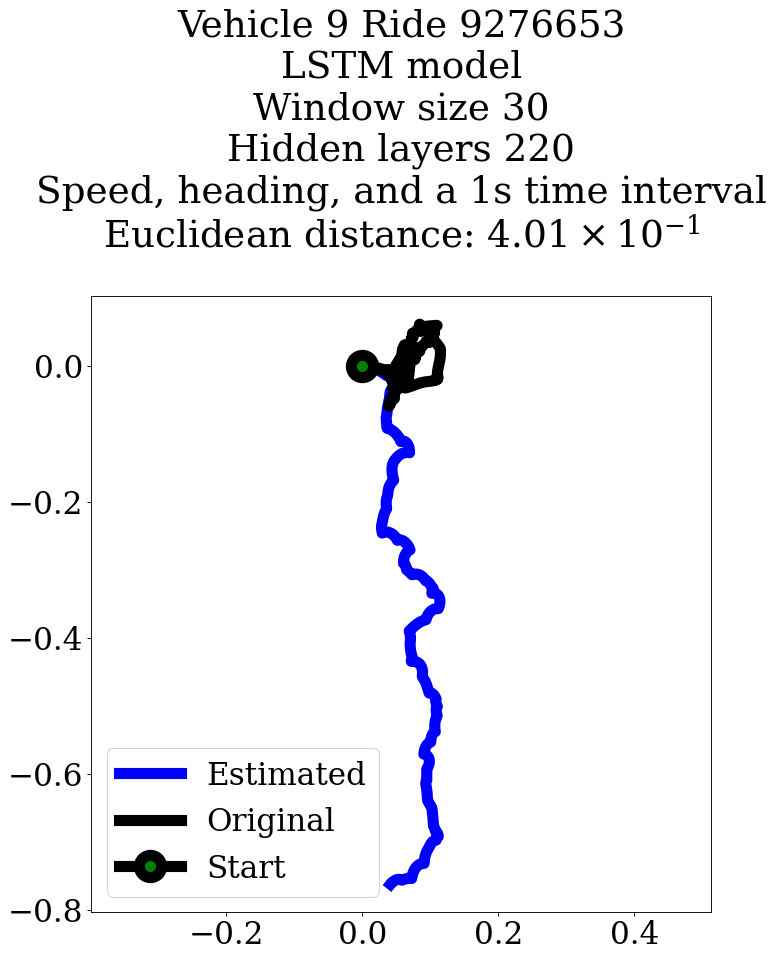 Vehicle 9 Ride 9276653
LSTM model
Window size 30
Hidden layers 220
Speed, heading, and a 1s time interval
Euclidean distance: 4.01 × 10⁻¹
0.0
−0.2
−0.4
−0.6
−0.8
Estimated
Original
Start
−0.2 0.0 0.2 0.4